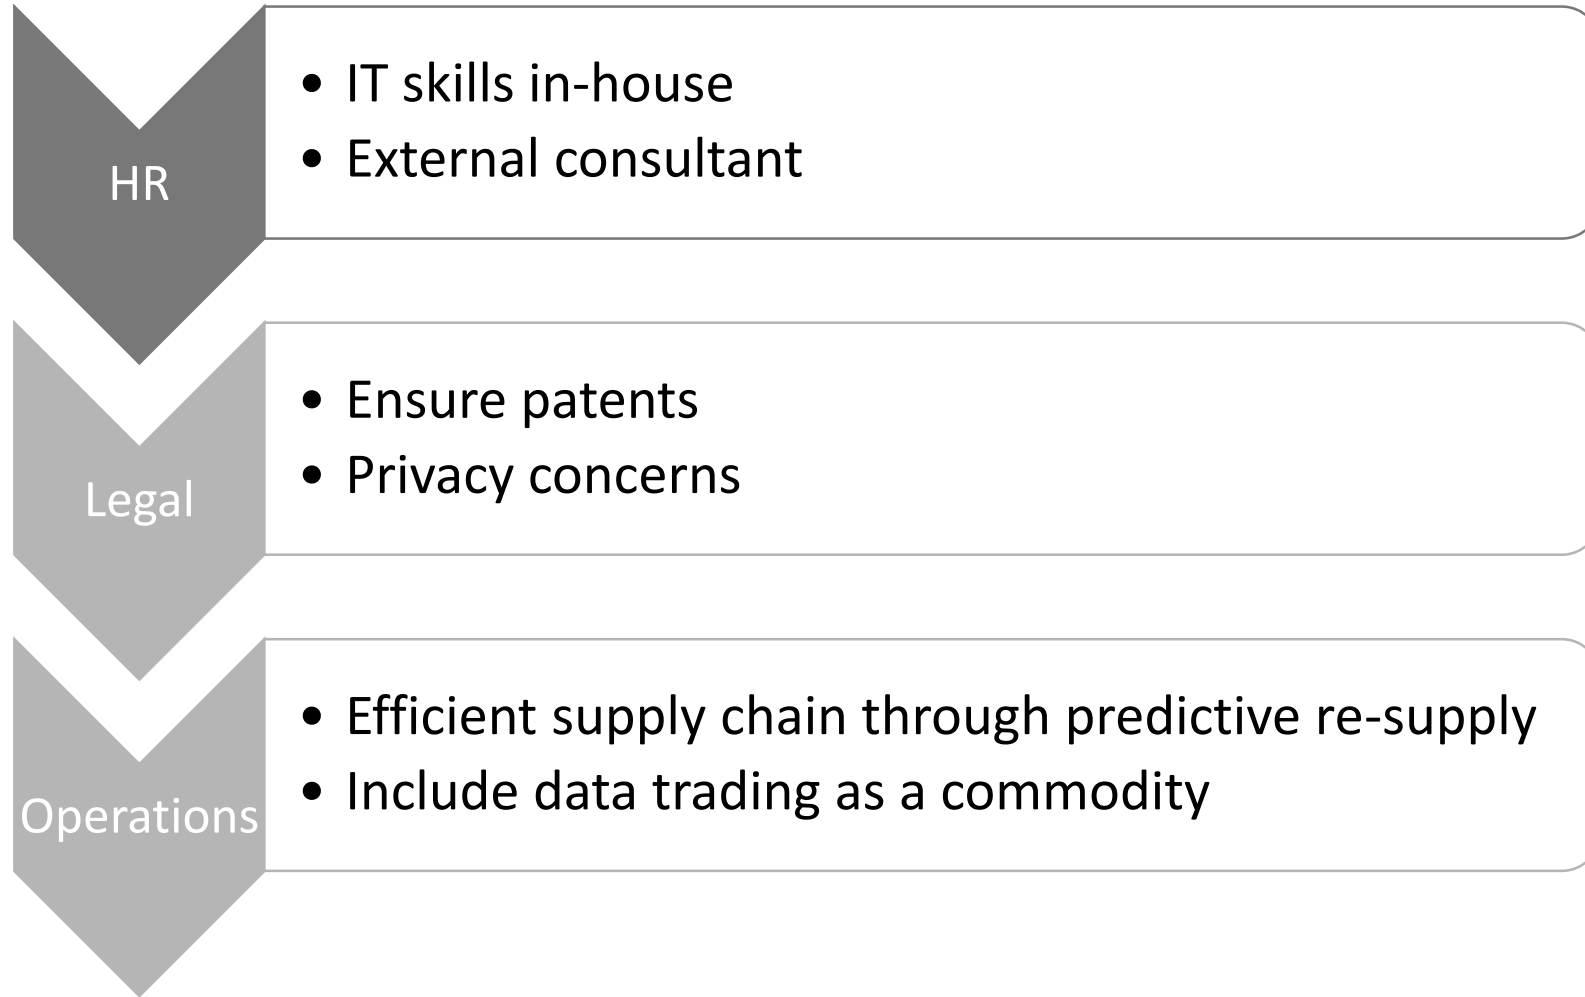 HR
• IT skills in-house
• External consultant
Legal
• Ensure patents
• Privacy concerns
Operations
• Efficient supply chain through predictive re-supply
• Include data trading as a commodity